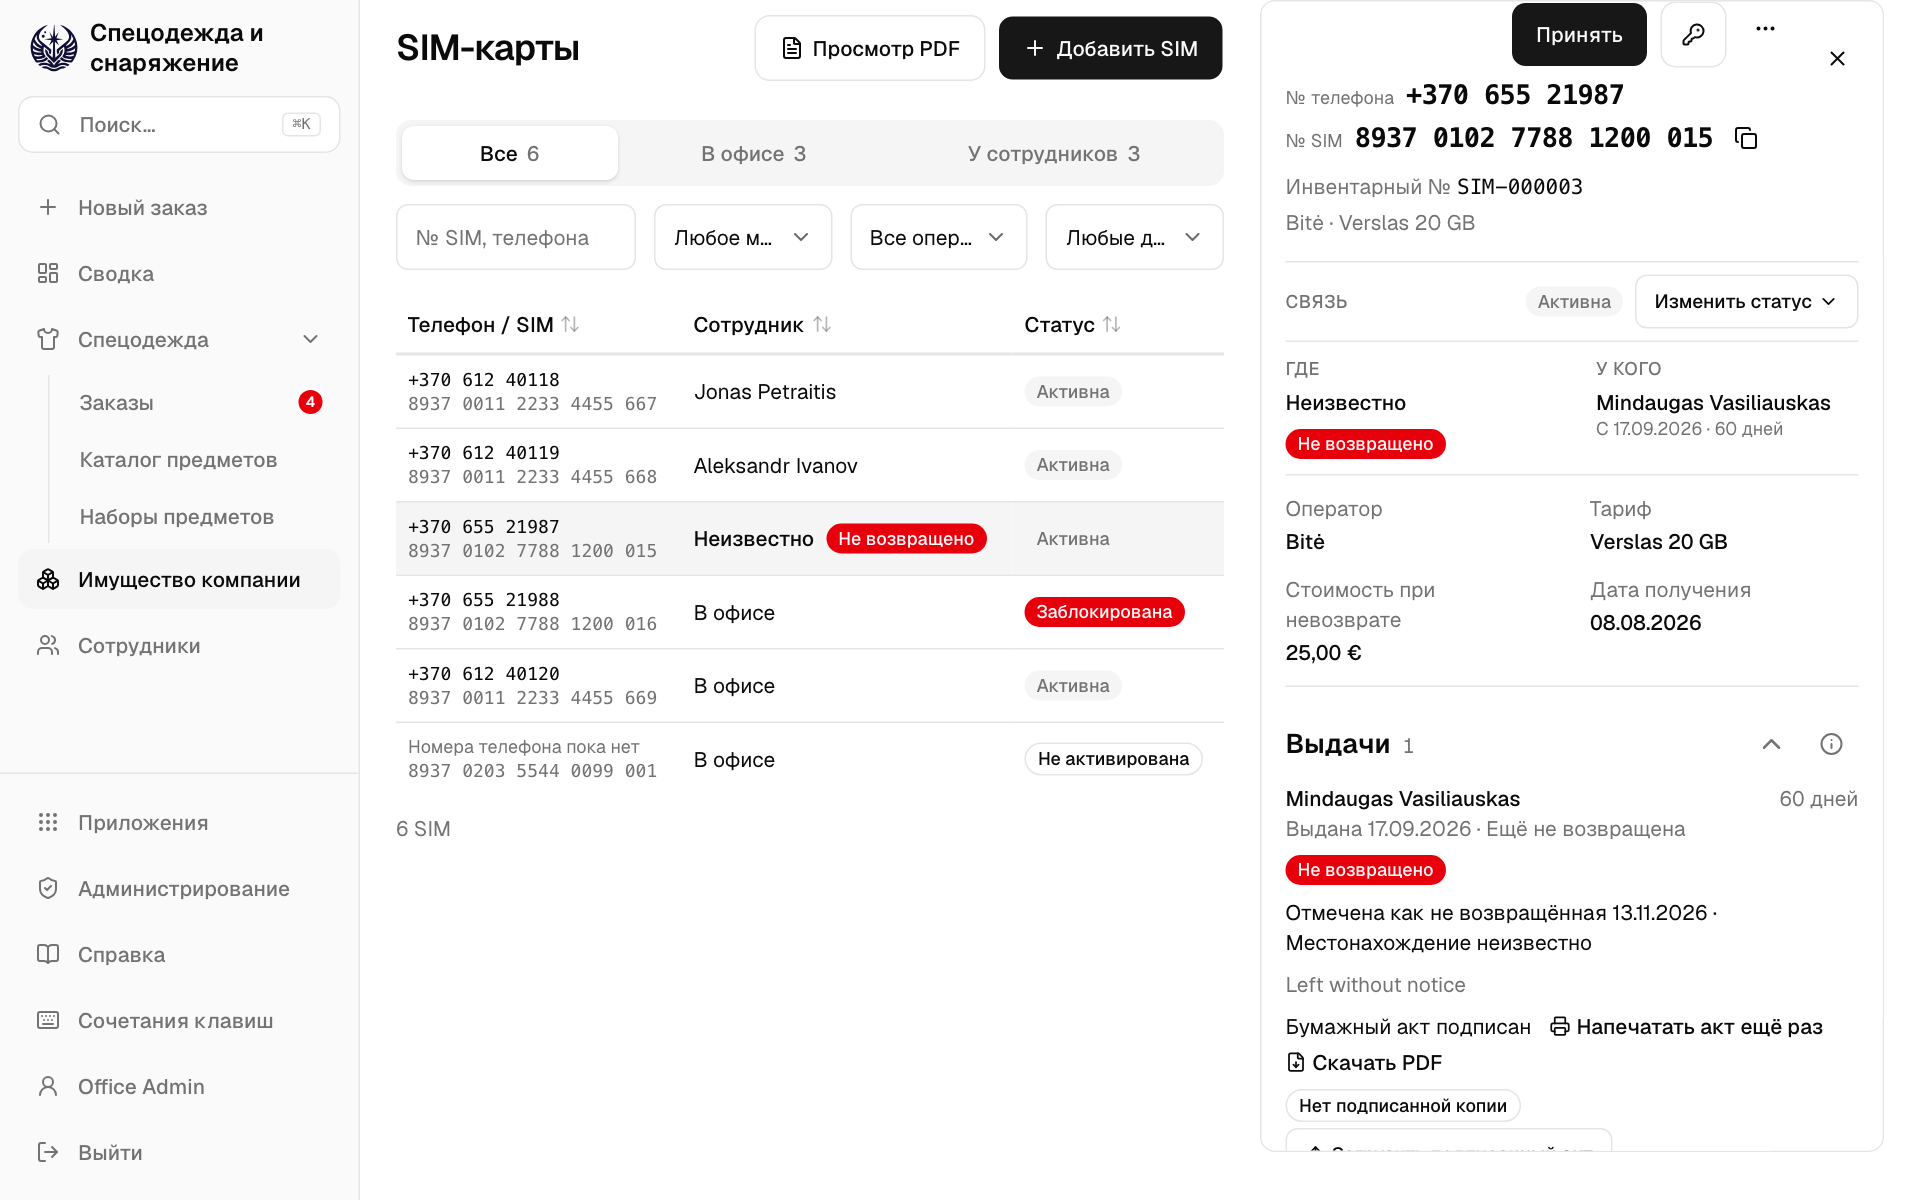 Спецодежда и
снаряжение
Поиск...
⌘K
Новый заказ
Сводка
Спецодежда
Заказы
4
Каталог предметов
Наборы предметов
Имущество компании
Сотрудники
Приложения
Администрирование
Справка
Сочетания клавиш
Office Admin
Выйти
SIM-карты
Просмотр PDF
Добавить SIM
Все 6
В офисе 3
У сотрудников 3
№ SIM, телефона
Любое м...
Все опер...
Любые д...
Телефон / SIM
Сотрудник
Статус
+370 612 40118
8937 0011 2233 4455 667
Jonas Petraitis
Активна
+370 612 40119
8937 0011 2233 4455 668
Aleksandr Ivanov
Активна
+370 655 21987
8937 0102 7788 1200 015
Неизвестно
Не возвращено
Активна
+370 655 21988
8937 0102 7788 1200 016
В офисе
Заблокирована
+370 612 40120
8937 0011 2233 4455 669
В офисе
Активна
Номера телефона пока нет
8937 0203 5544 0099 001
В офисе
Не активирована
6 SIM
Принять
№ телефона +370 655 21987
№ SIM 8937 0102 7788 1200 015
Инвентарный № SIM-000003
Bitė · Verslas 20 GB
СВЯЗЬ
Активна
Изменить статус
ГДЕ
Неизвестно
Не возвращено
У КОГО
Mindaugas Vasiliauskas
С 17.09.2026 · 60 дней
Оператор
Bitė
Тариф
Verslas 20 GB
Стоимость при
невозврате
25,00 €
Дата получения
08.08.2026
Выдачи 1
Mindaugas Vasiliauskas
60 дней
Выдана 17.09.2026 · Ещё не возвращена
Не возвращено
Отмечена как не возвращённая 13.11.2026 ·
Местонахождение неизвестно
Left without notice
Бумажный акт подписан
Напечатать акт ещё раз
Скачать PDF
Нет подписанной копии